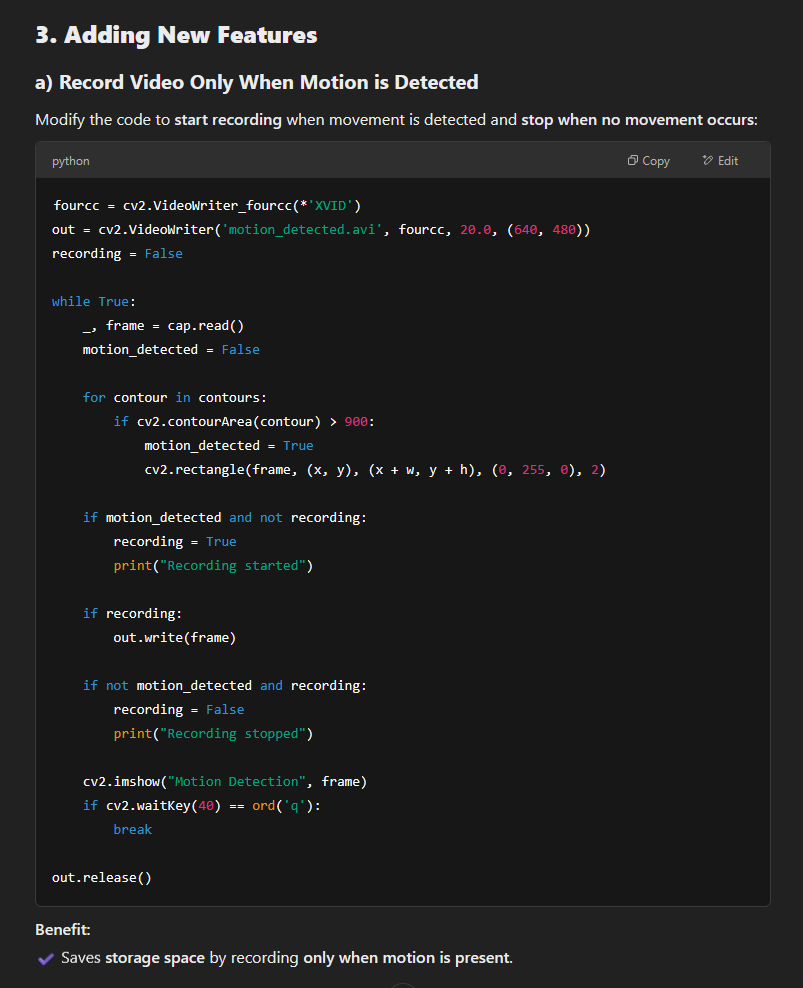 3. Adding New Features
a) Record Video Only When Motion is Detected
Modify the code to start recording when movement is detected and stop when no movement occurs:
python
Copy
Edit
fourcc = cv2.VideoWriter_fourcc(*'XVID')
out = cv2.VideoWriter('motion_detected.avi', fourcc, 20.0, (640, 480))
recording = False

while True:
    _, frame = cap.read()
    motion_detected = False

    for contour in contours:
        if cv2.contourArea(contour) > 900:
            motion_detected = True
            cv2.rectangle(frame, (x, y), (x + w, y + h), (0, 255, 0), 2)

    if motion_detected and not recording:
        recording = True
        print("Recording started")

    if recording:
        out.write(frame)

    if not motion_detected and recording:
        recording = False
        print("Recording stopped")

    cv2.imshow("Motion Detection", frame)
    if cv2.waitKey(40) == ord('q'):
        break

out.release()
Benefit:
✔ Saves storage space by recording only when motion is present.